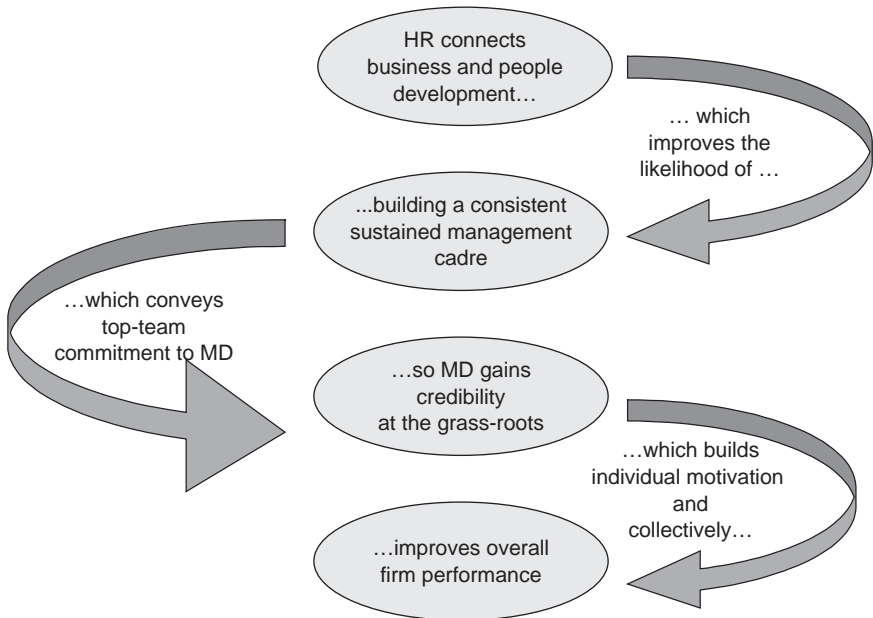 HR connects
business and people
development…
… which
improves the
likelihood of …
...building a consistent
sustained management
cadre
…which conveys
top-team
commitment to MD
…so MD gains
credibility
at the grass-roots
…which builds
individual motivation
and
collectively…
…improves overall
firm performance